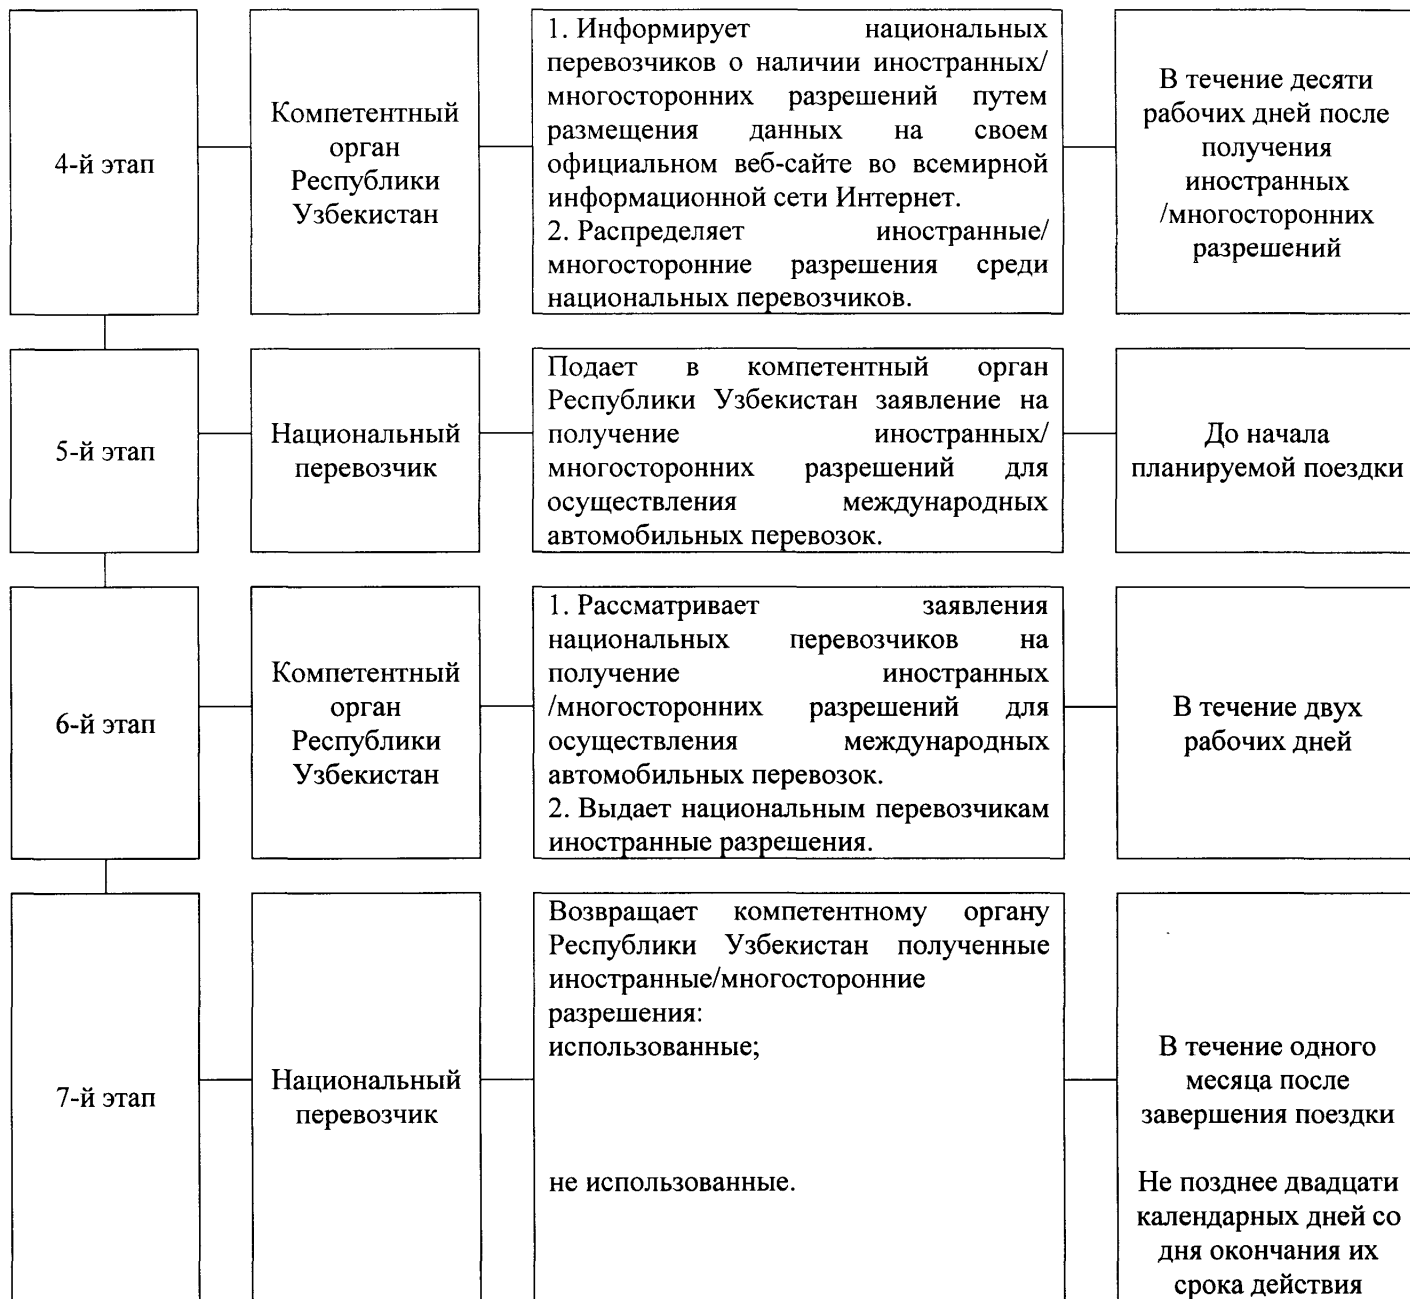 4-й этап
Компетентный
орган
Республики
Узбекистан
1. Информирует национальных
перевозчиков о наличии иностранных/
многосторонних разрешений путем
размещения данных на своем
официальном веб-сайте во всемирной
информационной сети Интернет.
2. Распределяет иностранные/
многосторонние разрешения среди
национальных перевозчиков.
В течение десяти
рабочих дней после
получения
иностранных
/многосторонних
разрешений
5-й этап
Национальный
перевозчик
Подает в компетентный орган
Республики Узбекистан заявление на
получение иностранных/
многосторонних разрешений для
осуществления международных
автомобильных перевозок.
До начала
планируемой поездки
6-й этап
Компетентный
орган
Республики
Узбекистан
1. Рассматривает заявления
национальных перевозчиков на
получение иностранных
/многосторонних разрешений для
осуществления международных
автомобильных перевозок.
2. Выдает национальным перевозчикам
иностранные разрешения.
В течение двух
рабочих дней
7-й этап
Национальный
перевозчик
Возвращает компетентному органу
Республики Узбекистан полученные
иностранные/многосторонние
разрешения:
использованные;
не использованные.
В течение одного
месяца после
завершения поездки
Не позднее двадцати
календарных дней со
дня окончания их
срока действия